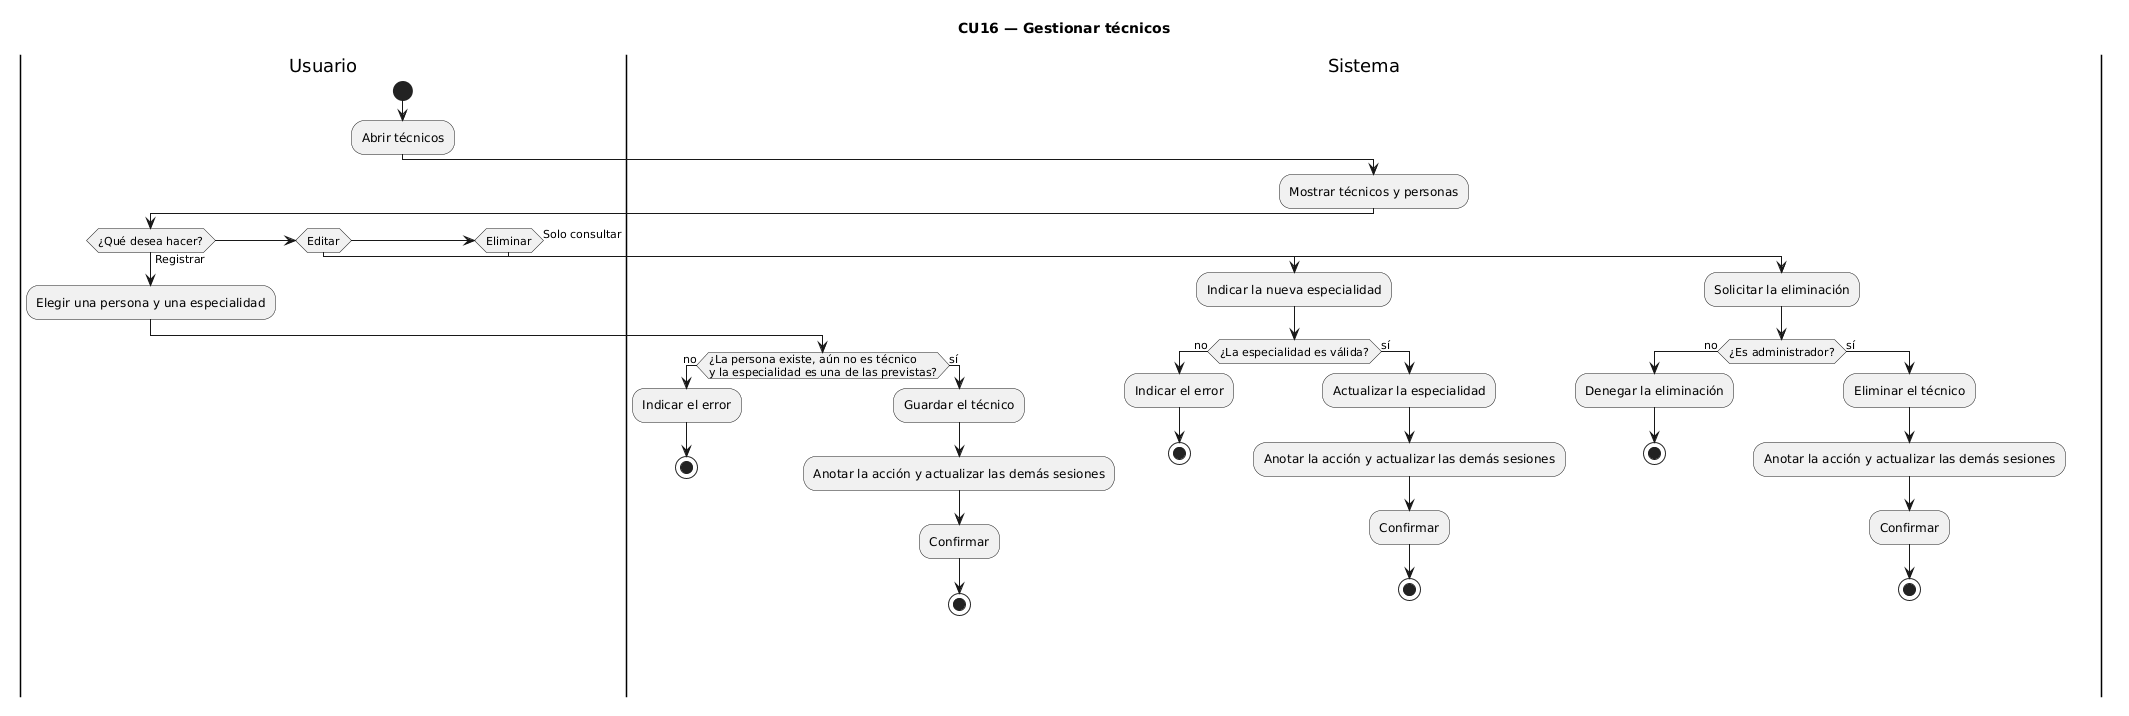 CU16 — Gestionar técnicos
Usuario
Sistema
Abrir técnicos
Mostrar técnicos y personas
¿Qué desea hacer?
Editar
Eliminar
Solo consultar
Registrar
Elegir una persona y una especialidad
Indicar la nueva especialidad
Solicitar la eliminación
no
¿La persona existe, aún no es técnico
y la especialidad es una de las previstas?
sí
no
¿La especialidad es válida?
sí
no
¿Es administrador?
sí
Indicar el error
Guardar el técnico
Indicar el error
Actualizar la especialidad
Denegar la eliminación
Eliminar el técnico
Anotar la acción y actualizar las demás sesiones
Anotar la acción y actualizar las demás sesiones
Anotar la acción y actualizar las demás sesiones
Confirmar
Confirmar
Confirmar